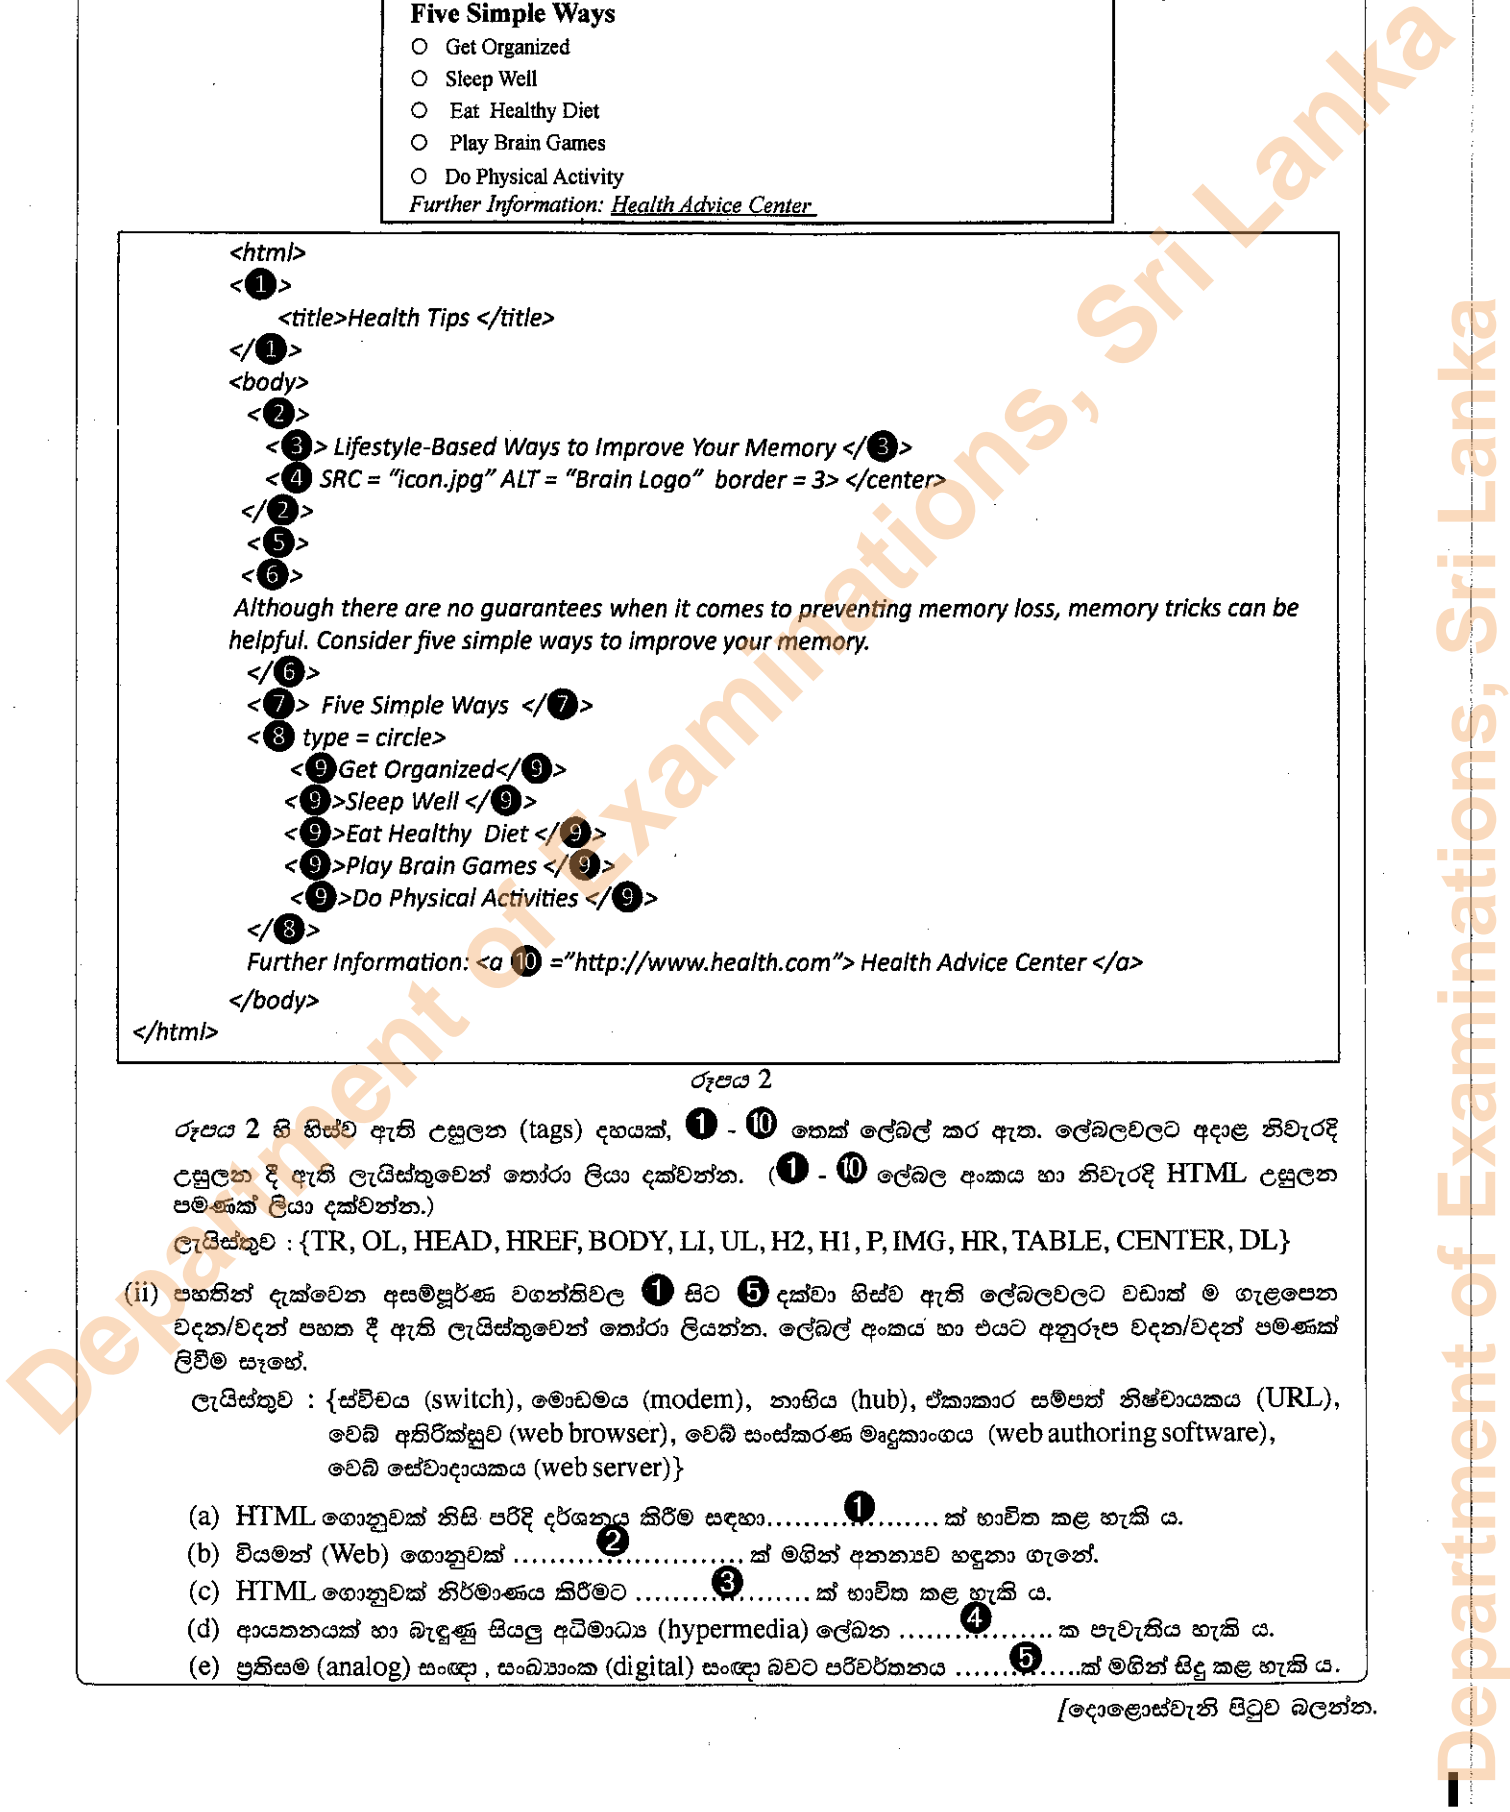 Five Simple Ways
O Get Organized
O Sleep Well
O Eat Healthy Diet
O Play Brain Games
O Do Physical Activity
Further Information: Health Advice Center
<html>
<1>
<title>Health Tips </title>
</1>
<body>
<2>
<3> Lifestyle-Based Ways to Improve Your Memory </3>
<4 SRC = "icon.jpg" ALT = "Brain Logo" border = 3> </center>
</2>
<5>
<6>
Although there are no guarantees when it comes to preventing memory loss, memory tricks can be
helpful. Consider five simple ways to improve your memory.
</6>
<7> Five Simple Ways </7>
<8 type = circle>
<9Get Organized</9>
<9>Sleep Well </9>
<9>Eat Healthy Diet </9>
<9>Play Brain Games </9>
<9>Do Physical Activities </9>
</8>
Further Information: <a 10 ="http://www.health.com"> Health Advice Center </a>
</body>
</html>
රූපය 2
රූපය 2 හි හිස්ව ඇති උසුලන (tags) දහයක්, 1 - 10 තෙක් ලේබල් කර ඇත. ලේබලවලට අදාළ නිවැරදි
උසුලන දී ඇති ලැයිස්තුවෙන් තෝරා ලියා දක්වන්න. (1 - 10 ලේබල අංකය හා නිවැරදි HTML උසුලන
පමණක් ලියා දක්වන්න.)
ලැයිස්තුව : {TR, OL, HEAD, HREF, BODY, LI, UL, H2, H1, P, IMG, HR, TABLE, CENTER, DL}
(ii) පහතින් දැක්වෙන අසම්පූර්ණ වගන්තිවල 1 සිට 5 දක්වා හිස්ව ඇති ලේබලවලට වඩාත් ම ගැළපෙන
වදන/වදන් පහත දී ඇති ලැයිස්තුවෙන් තෝරා ලියන්න. ලේබල් අංකය හා එයට අනුරූප වදන/වදන් පමණක්
ලිවීම සෑහේ.
ලැයිස්තුව : {ස්විචය (switch), මොඩමය (modem), නාභිය (hub), ඒකාකාර සම්පත් නිෂ්චායකය (URL),
වෙබ් අතිරික්සුව (web browser), වෙබ් සංස්කරණ මෘදුකාංගය (web authoring software),
වෙබ් සේවාදායකය (web server)}
(a) HTML ගොනුවක් නිසි පරිදි දර්ශනය කිරීම සඳහා..........1.......... ක් භාවිත කළ හැකි ය.
(b) වියමන් (Web) ගොනුවක් ..........2.......... ක් මගින් අනන්‍යව හඳුනා ගැනේ.
(c) HTML ගොනුවක් නිර්මාණය කිරීමට ..........3.......... ක් භාවිත කළ හැකි ය.
(d) ආයතනයක් හා බැඳුණු සියලු අධිමාධ්‍ය (hypermedia) ලේඛන ........4........ ක පැවැතිය හැකි ය.
(e) ප්‍රතිසම (analog) සංඥා , සංඛ්‍යාංක (digital) සංඥා බවට පරිවර්තනය .......5.......ක් මගින් සිදු කළ හැකි ය.
[දොළොස්වැනි පිටුව බලන්න.
Department of Examinations, Sri Lanka
Department of Examinations, Sri Lanka